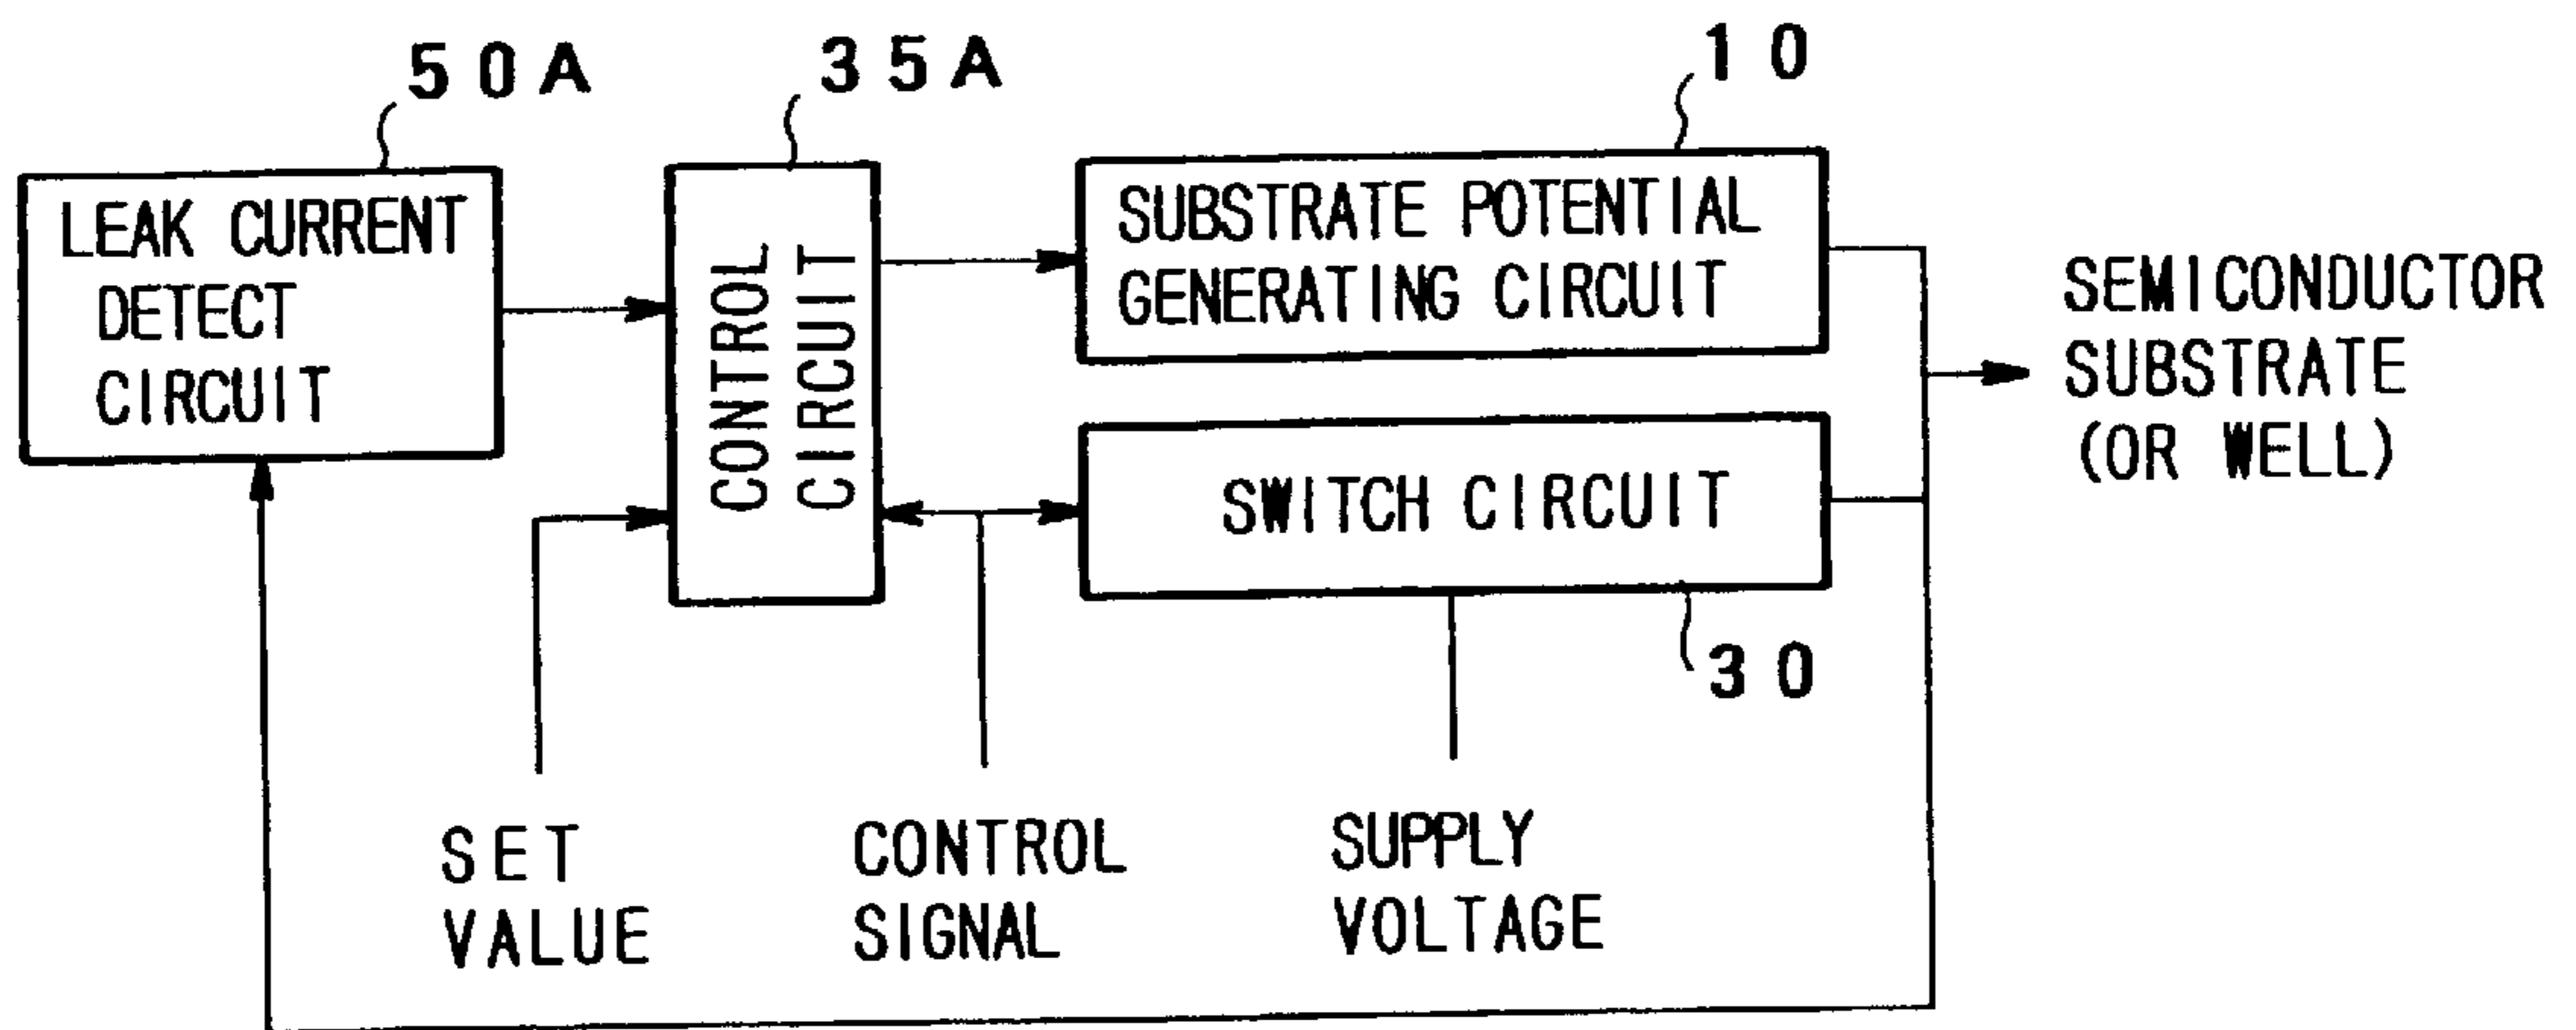 50A
35A
10
LEAK CURRENT
DETECT
CIRCUIT
CONTROL
CIRCUIT
SUBSTRATE POTENTIAL
GENERATING CIRCUIT
SEMICONDUCTOR
SUBSTRATE
(OR WELL)
SWITCH CIRCUIT
30
SET
VALUE
CONTROL
SIGNAL
SUPPLY
VOLTAGE